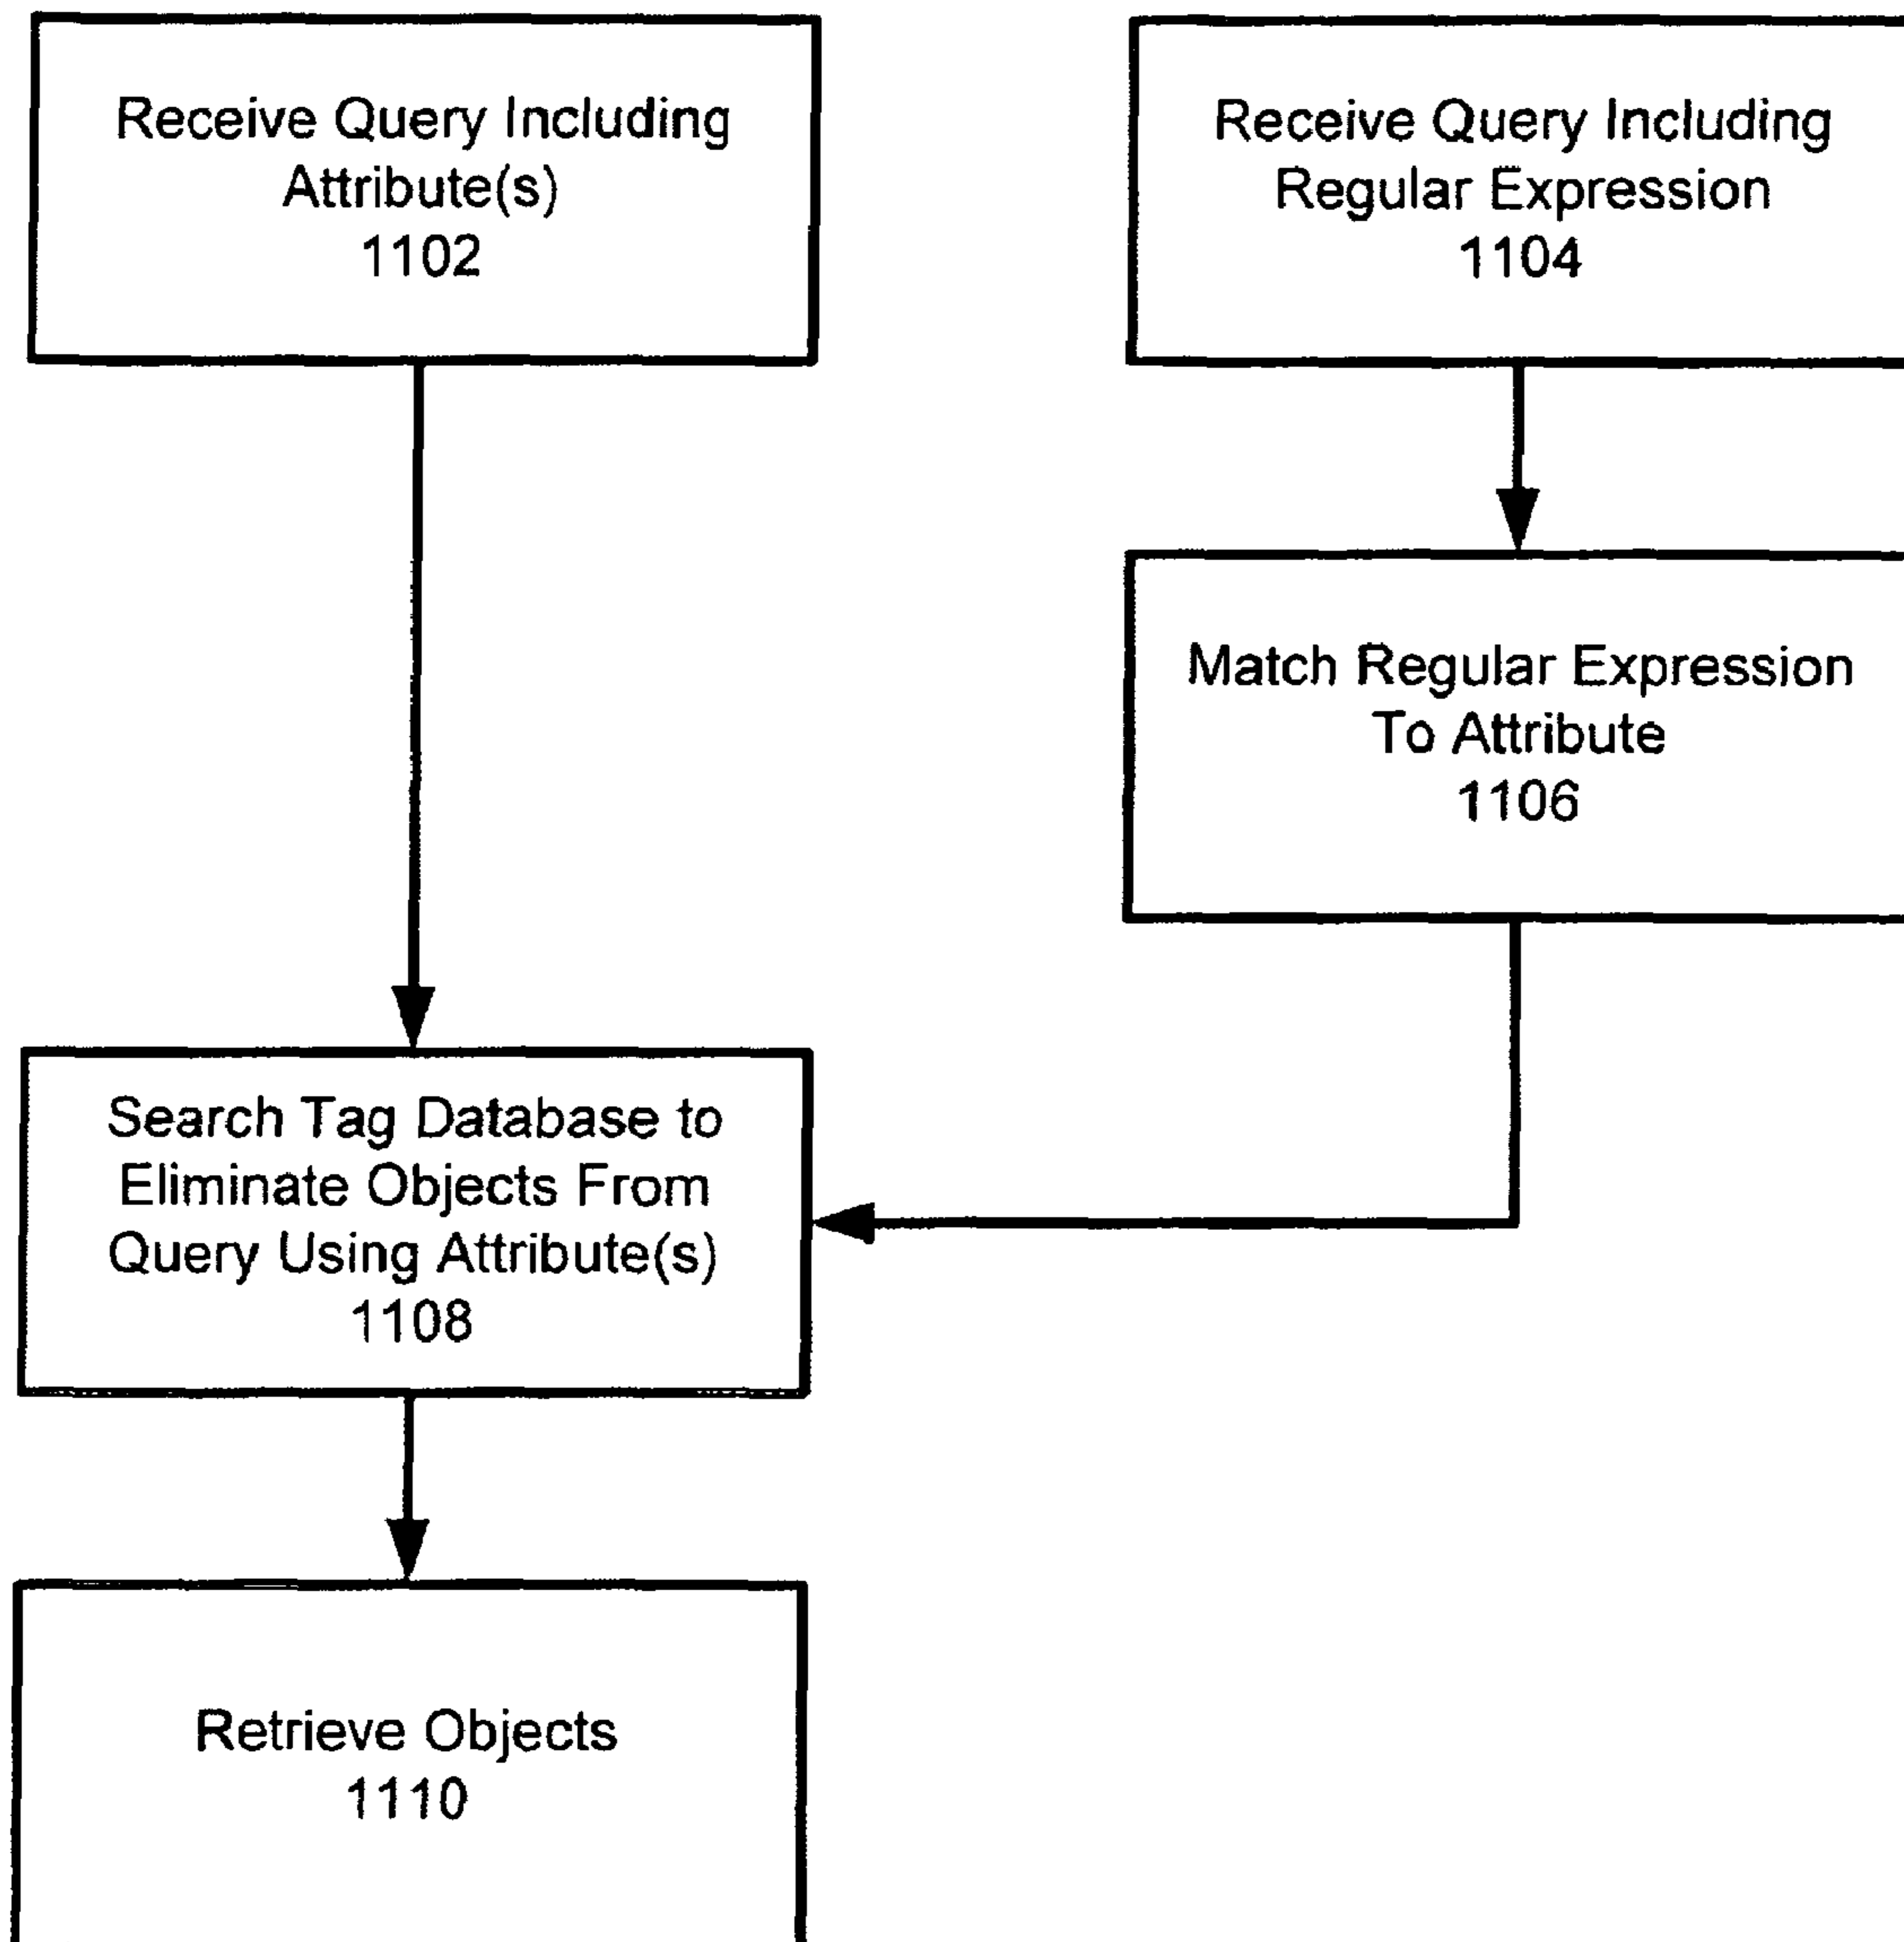 Receive Query Including
Attribute(s)
1102
Receive Query Including
Regular Expression
1104
Match Regular Expression
To Attribute
1106
Search Tag Database to
Eliminate Objects From
Query Using Attribute(s)
1108
Retrieve Objects
1110